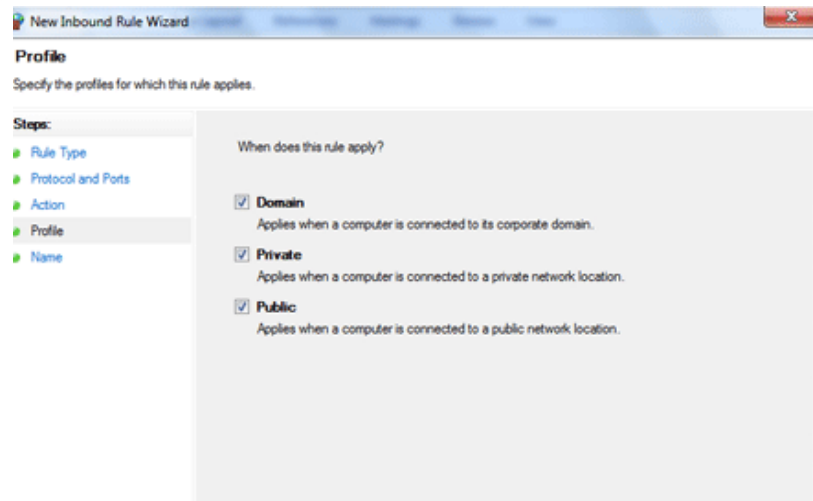 New Inbound Rule Wizard
Profile
Specify the profiles for which this rule applies.
Steps:
Rule Type
Protocol and Ports
Action
Profile
Name
When does this rule apply?
Domain
Applies when a computer is connected to its corporate domain.
Private
Applies when a computer is connected to a private network location.
Public
Applies when a computer is connected to a public network location.